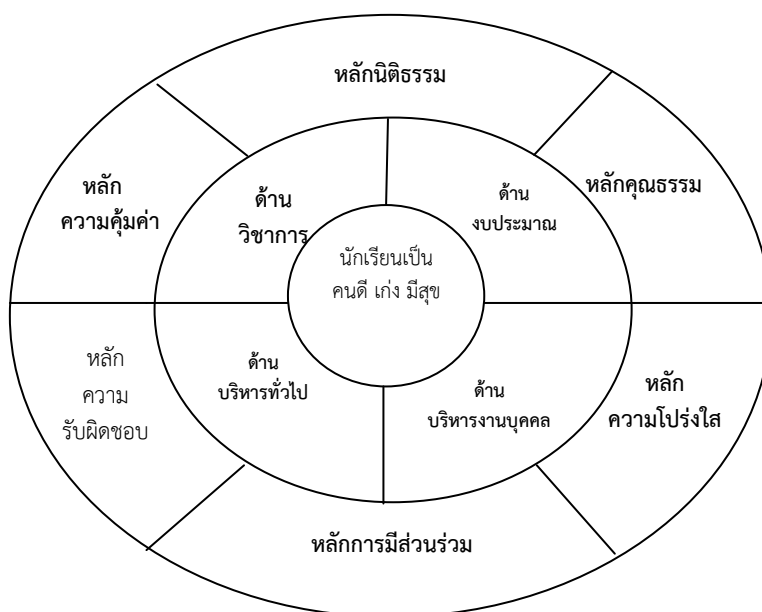 หลักนิติธรรม
หลัก
ความคุ้มค่า
หลักคุณธรรม
ด้าน
วิชาการ
ด้าน
งบประมาณ
นักเรียนเป็น
คนดี เก่ง มีสุข
หลัก
ความ
รับผิดชอบ
ด้าน
บริหารทั่วไป
ด้าน
บริหารงานบุคคล
หลัก
ความโปร่งใส
หลักการมีส่วนร่วม